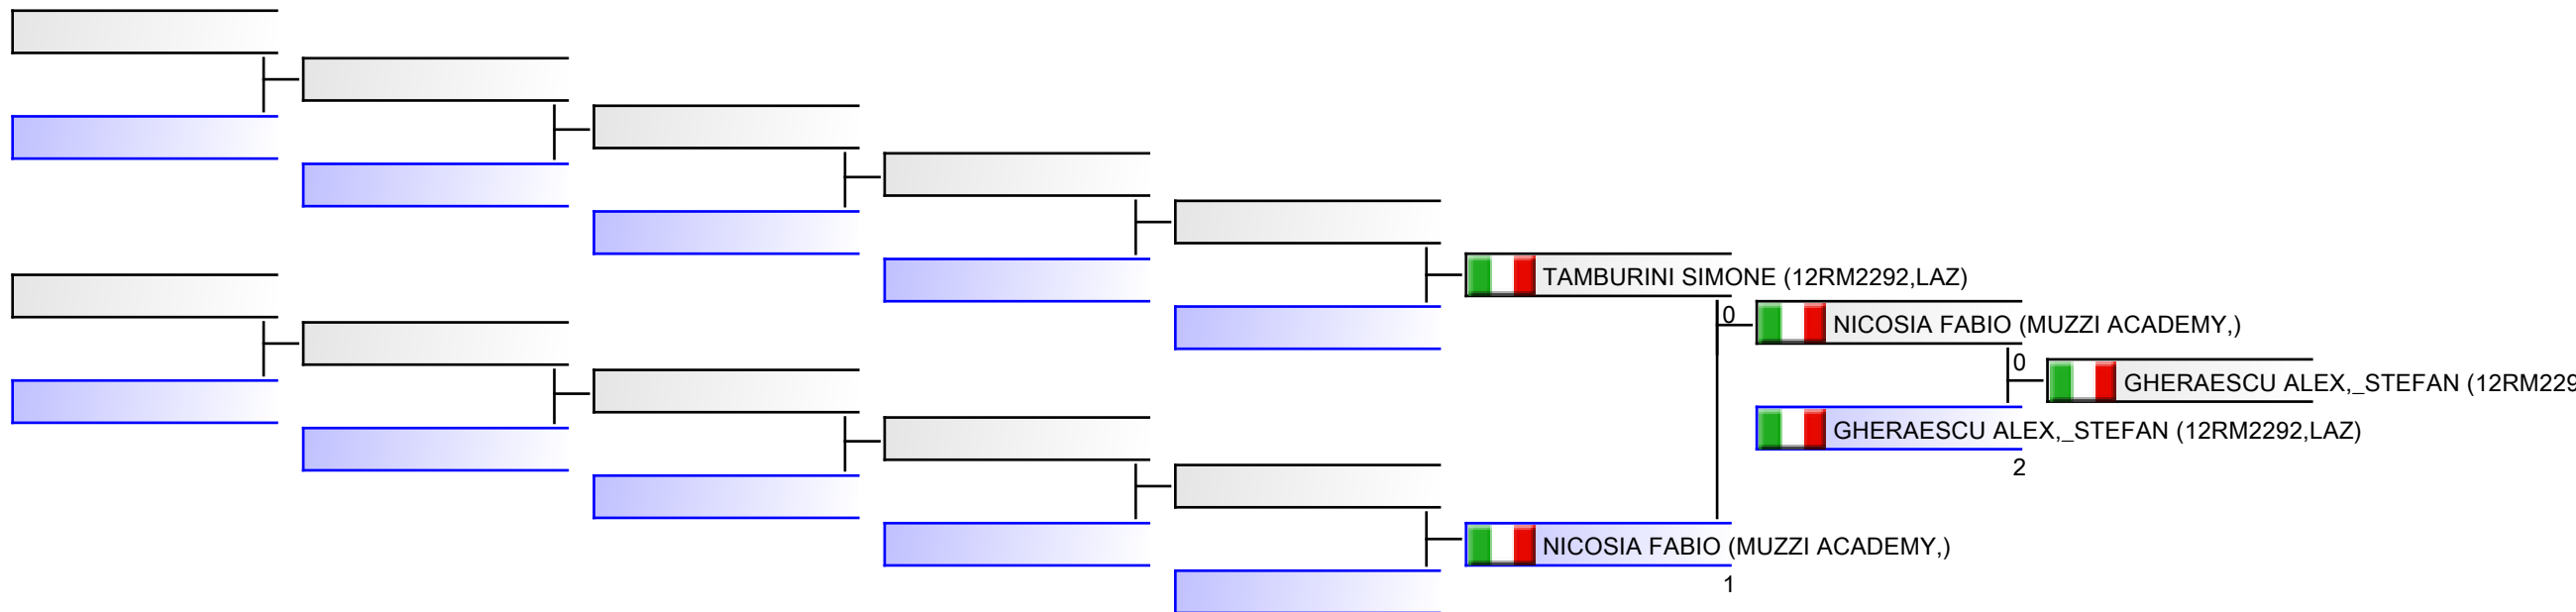 TAMBURINI SIMONE (12RM2292,LAZ)
0
NICOSIA FABIO (MUZZI ACADEMY,)
0
GHERAESCU ALEX,_STEFAN (12RM229
GHERAESCU ALEX,_STEFAN (12RM2292,LAZ)
2
NICOSIA FABIO (MUZZI ACADEMY,)
1